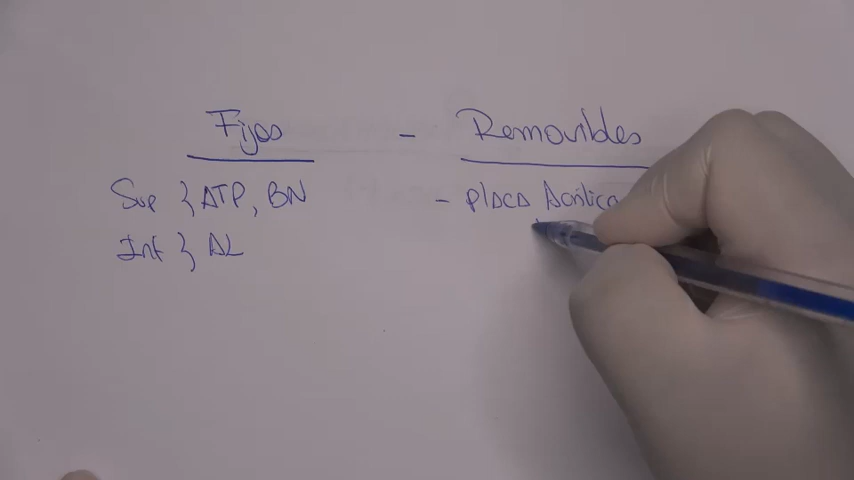 Fijos - Removibles
Sup } ATP, BN - placa Acrilica
Inf } AL